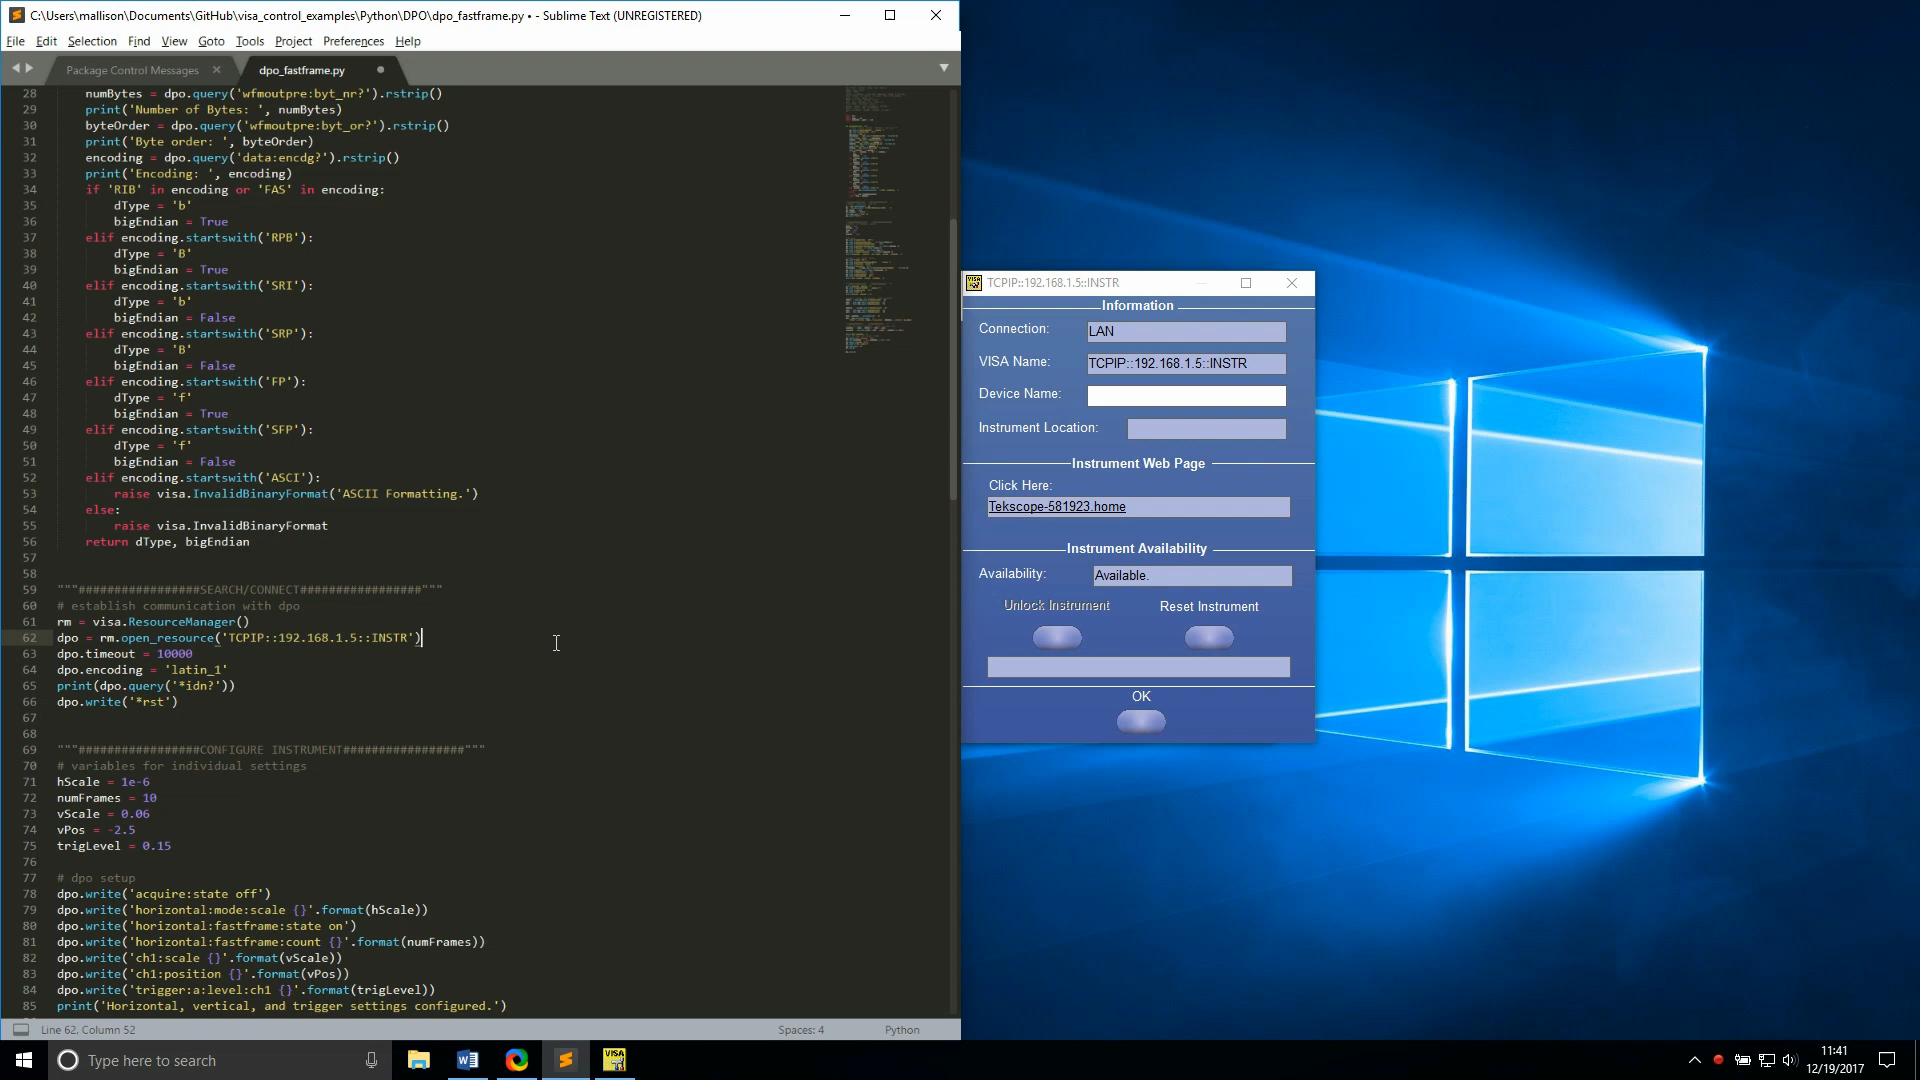 C:\Users\mallison\Documents\GitHub\visa_control_examples\Python\DPO\dpo_fastframe.py • - Sublime Text (UNREGISTERED)
File Edit Selection Find View Goto Tools Project Preferences Help
Package Control Messages dpo_fastframe.py
28 numBytes = dpo.query('wfmoutpre:byt_nr?').rstrip()
29 print('Number of Bytes: ', numBytes)
30 byteOrder = dpo.query('wfmoutpre:byt_or?').rstrip()
31 print('Byte order: ', byteOrder)
32 encoding = dpo.query('data:encdg?').rstrip()
33 print('Encoding: ', encoding)
34 if 'RIB' in encoding or 'FAS' in encoding:
35 dType = 'b'
36 bigEndian = True
37 elif encoding.startswith('RPB'):
38 dType = 'B'
39 bigEndian = True
40 elif encoding.startswith('SRI'):
41 dType = 'b'
42 bigEndian = False
43 elif encoding.startswith('SRP'):
44 dType = 'B'
45 bigEndian = False
46 elif encoding.startswith('FP'):
47 dType = 'f'
48 bigEndian = True
49 elif encoding.startswith('SFP'):
50 dType = 'f'
51 bigEndian = False
52 elif encoding.startswith('ASCI'):
53 raise visa.InvalidBinaryFormat('ASCII Formatting.')
54 else:
55 raise visa.InvalidBinaryFormat
56 return dType, bigEndian
57
58
59 """#################SEARCH/CONNECT#################"""
60 # establish communication with dpo
61 rm = visa.ResourceManager()
62 dpo = rm.open_resource('TCPIP::192.168.1.5::INSTR')
63 dpo.timeout = 10000
64 dpo.encoding = 'latin_1'
65 print(dpo.query('*idn?'))
66 dpo.write('*rst')
67
68
69 """#################CONFIGURE INSTRUMENT#################"""
70 # variables for individual settings
71 hScale = 1e-6
72 numFrames = 10
73 vScale = 0.06
74 vPos = -2.5
75 trigLevel = 0.15
76
77 # dpo setup
78 dpo.write('acquire:state off')
79 dpo.write('horizontal:mode:scale {}'.format(hScale))
80 dpo.write('horizontal:fastframe:state on')
81 dpo.write('horizontal:fastframe:count {}'.format(numFrames))
82 dpo.write('ch1:scale {}'.format(vScale))
83 dpo.write('ch1:position {}'.format(vPos))
84 dpo.write('trigger:a:level:ch1 {}'.format(trigLevel))
85 print('Horizontal, vertical, and trigger settings configured.')
Line 62, Column 52 Spaces: 4 Python
VISA TCPIP::192.168.1.5::INSTR
Information
Connection: LAN
VISA Name: TCPIP::192.168.1.5::INSTR
Device Name:
Instrument Location:
Instrument Web Page
Click Here:
Tekscope-581923.home
Instrument Availability
Availability: Available.
Unlock Instrument Reset Instrument
OK
Type here to search
VISA
11:41
12/19/2017